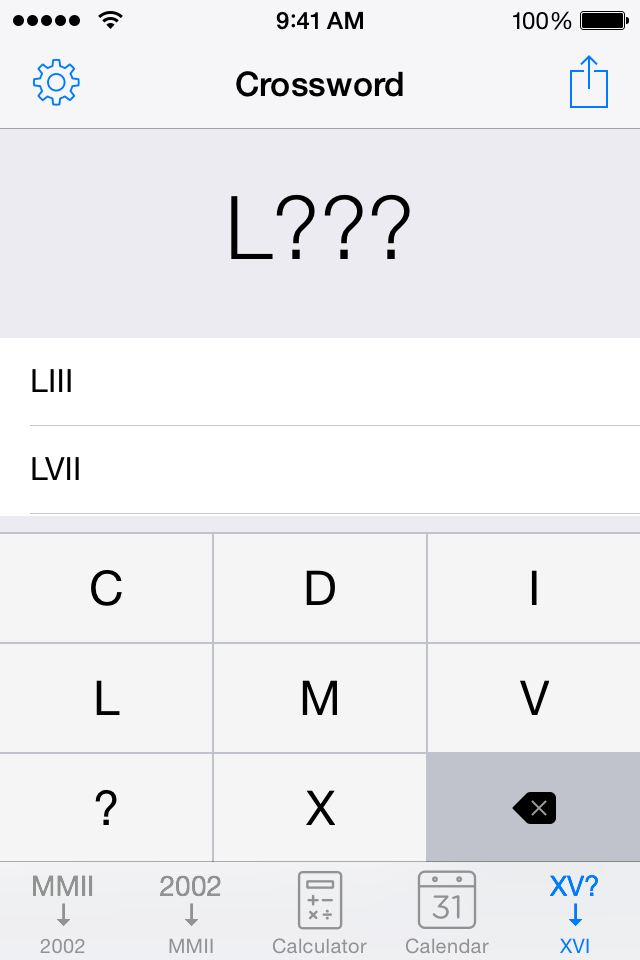 9:41 AM 100%
Crossword
L???
LIII
LVII
C D I
L M V
? X
MMII 2002 31 XV?
2002 MMII Calculator Calendar XVI